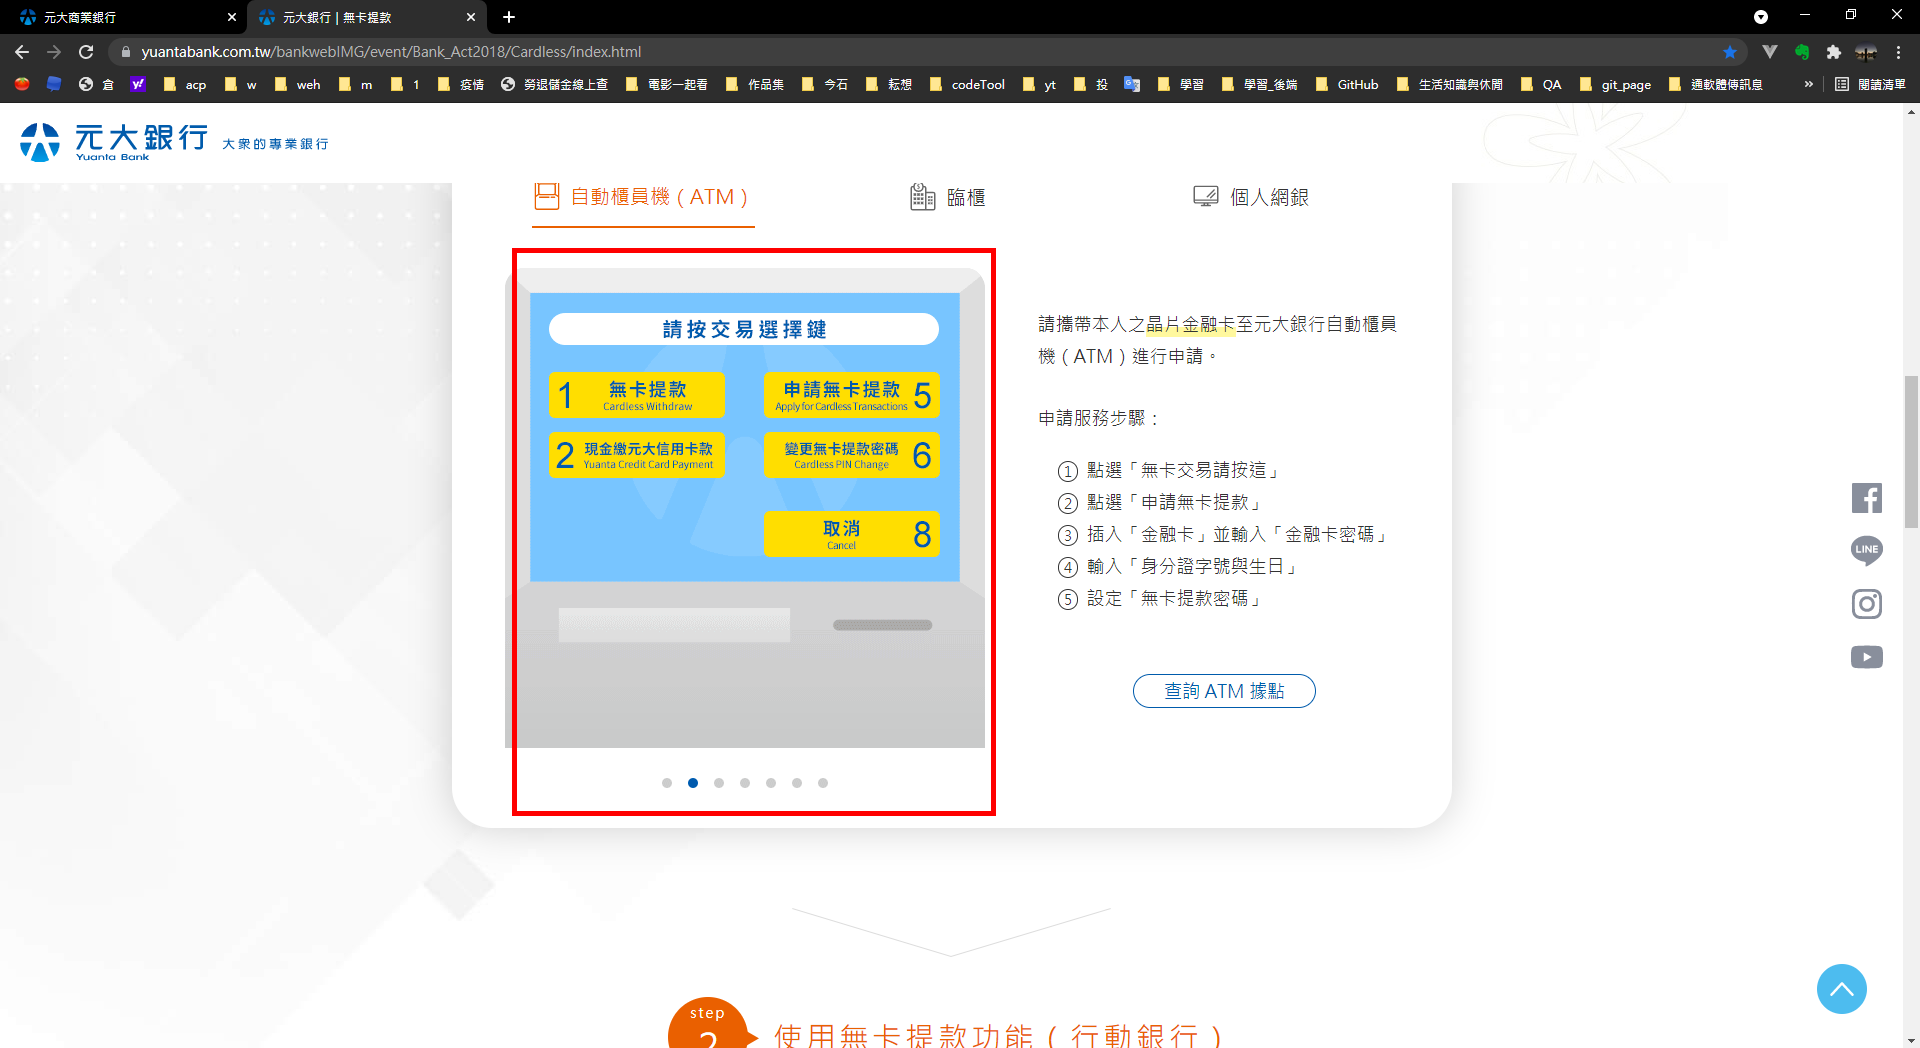 元大商業銀行
元大銀行 | 無卡提款
yuantabank.com.tw/bankwebIMG/event/Bank_Act2018/Cardless/index.html
倉
y!
acp
w
weh
m
1
疫情
勞退儲金線上查
電影一起看
作品集
今石
耘想
codeTool
yt
投
學習
學習_後端
GitHub
生活知識與休閒
QA
git_page
通軟體傳訊息
»
閱讀清單
元大銀行
Yuanta Bank
大眾的專業銀行
自動櫃員機 ( ATM )
臨櫃
個人網銀
請按交易選擇鍵
1 無卡提款
Cardless Withdraw
申請無卡提款 5
Apply for Cardless Transactions
2 現金繳元大信用卡款
Yuanta Credit Card Payment
變更無卡提款密碼 6
Cardless PIN Change
取消 8
Cancel
請攜帶本人之晶片金融卡至元大銀行自動櫃員
機 ( ATM ) 進行申請。
申請服務步驟：
① 點選「無卡交易請按這」
② 點選「申請無卡提款」
③ 插入「金融卡」並輸入「金融卡密碼」
④ 輸入「身分證字號與生日」
⑤ 設定「無卡提款密碼」
查詢 ATM 據點
LINE
step
2
使用無卡提款功能 ( 行動銀行 )